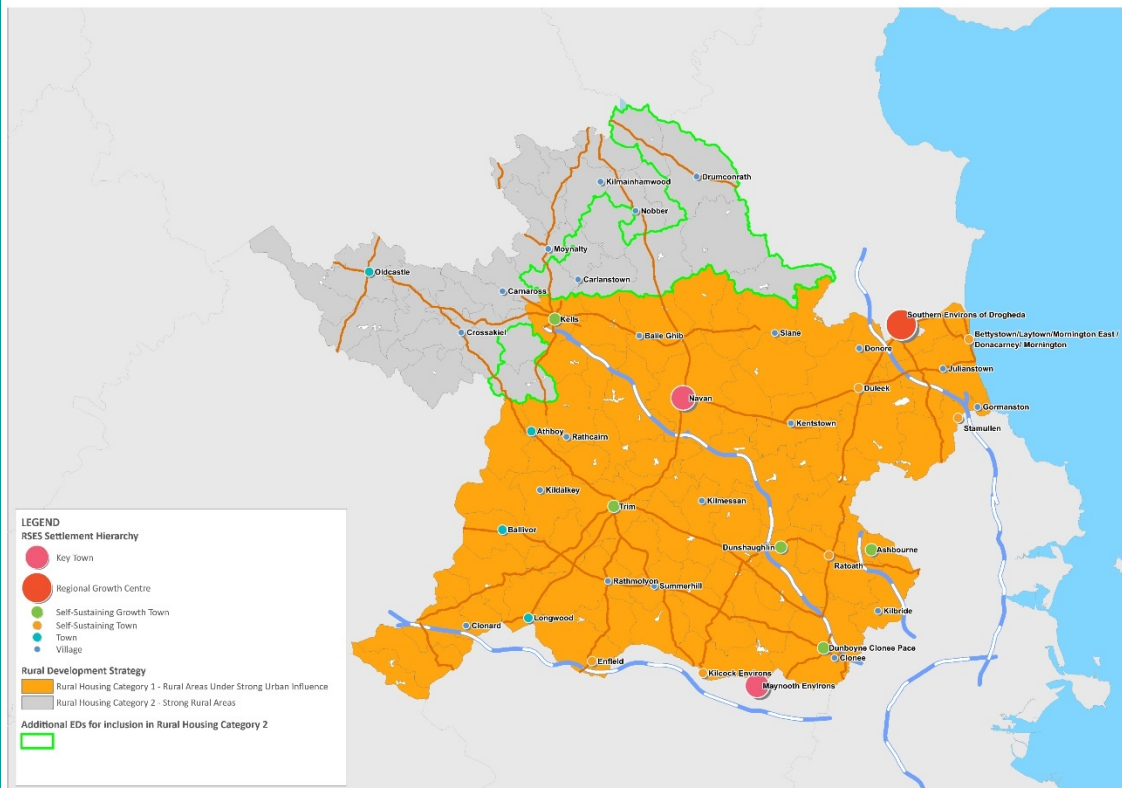 Drumconrath
Kilmainhamwood
Nobber
Moynalty
Oldcastle
Carlanstown
Carnaross
Southern Environs of Drogheda
Kells
Crossakiel
Baile Ghib
Slane
Bettystown/Laytown/Mornington East /
Donacarney/ Mornington
Donore
Julianstown
Duleek
Navan
Gormanston
Stamullen
Kentstown
Athboy
Rathcairn
Kildalkey
Kilmessan
Trim
Ballivor
Dunshaughlin
Ashbourne
Ratoath
Rathmolyon
Summerhill
Kilbride
Longwood
Clonard
Dunboyne Clonee Pace
Clonee
Enfield
Kilcock Environs
Maynooth Environs
LEGEND
RSES Settlement Hierarchy
Key Town
Regional Growth Centre
Self-Sustaining Growth Town
Self-Sustaining Town
Town
Village
Rural Development Strategy
Rural Housing Category 1 - Rural Areas Under Strong Urban Influence
Rural Housing Category 2 - Strong Rural Areas
Additional EDs for inclusion in Rural Housing Category 2